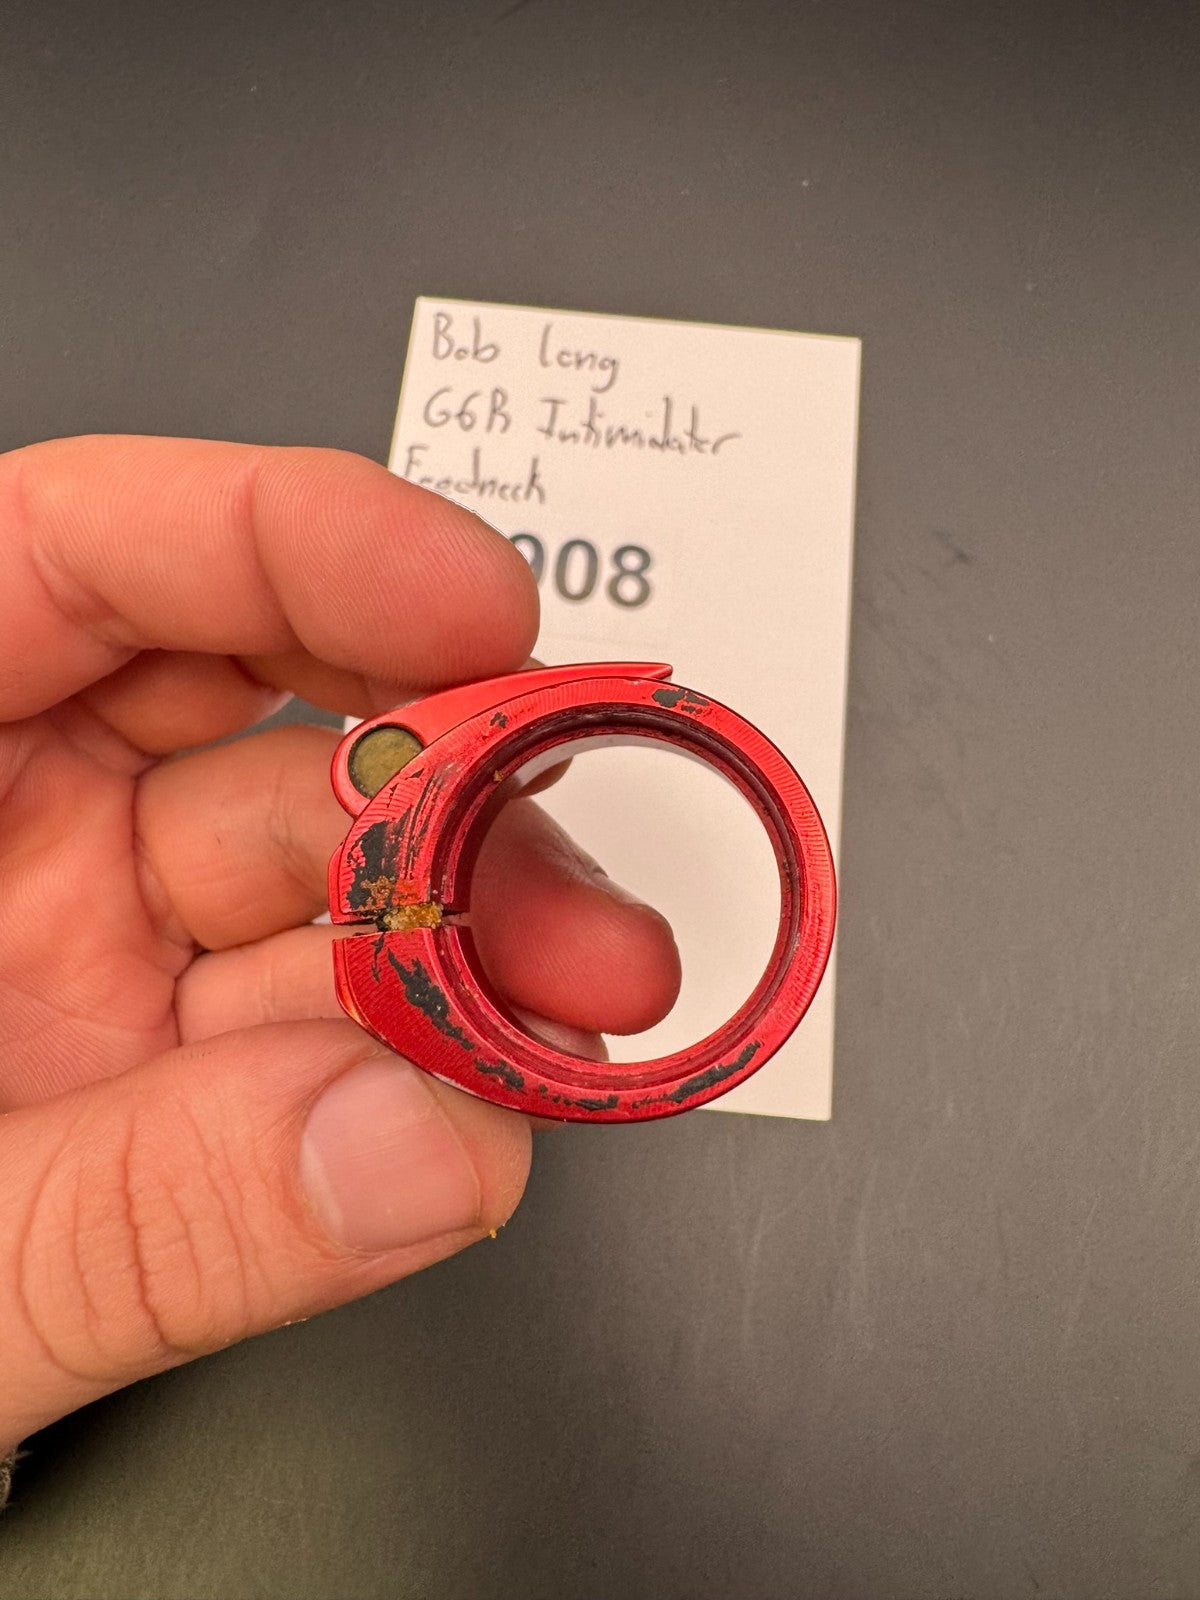 Bob Long
G6R Intimidator
Feedneck
908